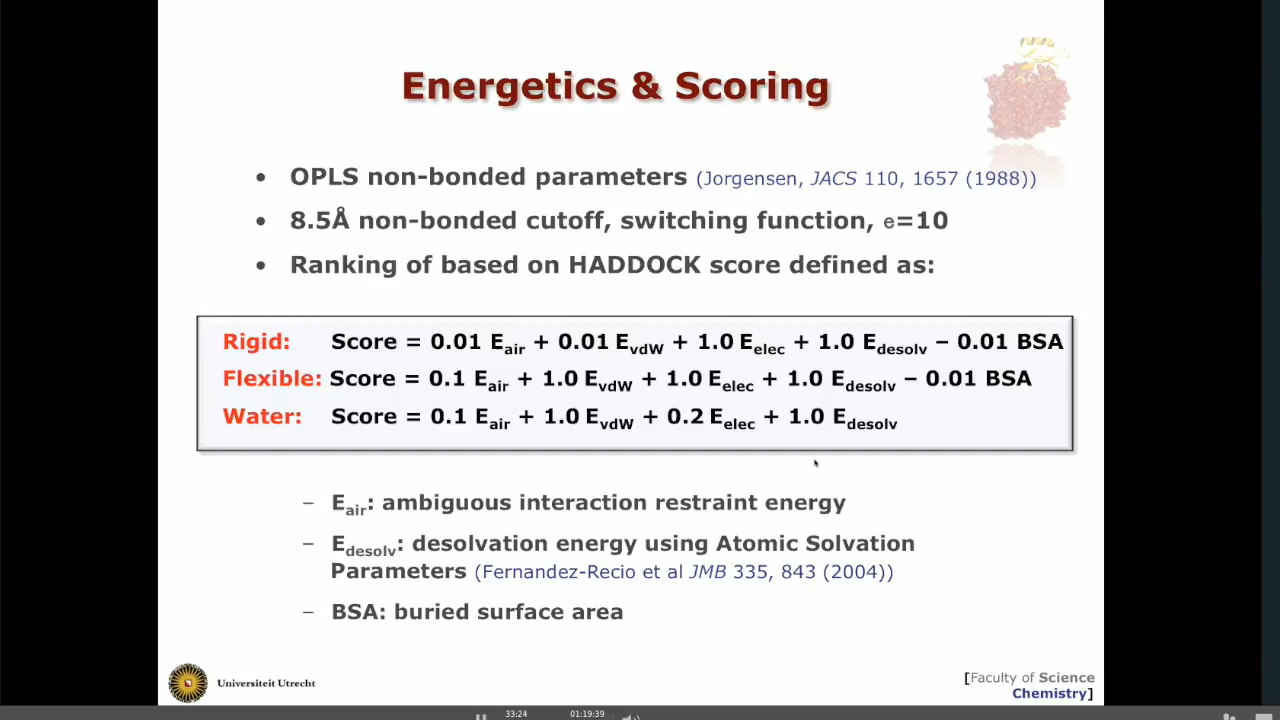 Energetics & Scoring
• OPLS non-bonded parameters (Jorgensen, JACS 110, 1657 (1988))
• 8.5Å non-bonded cutoff, switching function, e=10
• Ranking of based on HADDOCK score defined as:
Rigid: Score = 0.01 Eair + 0.01 EvdW + 1.0 Eelec + 1.0 Edesolv – 0.01 BSA
Flexible: Score = 0.1 Eair + 1.0 EvdW + 1.0 Eelec + 1.0 Edesolv – 0.01 BSA
Water: Score = 0.1 Eair + 1.0 EvdW + 0.2 Eelec + 1.0 Edesolv
– Eair: ambiguous interaction restraint energy
– Edesolv: desolvation energy using Atomic Solvation
Parameters (Fernandez-Recio et al JMB 335, 843 (2004))
– BSA: buried surface area
Universiteit Utrecht
[Faculty of Science
Chemistry]
33:24 01:19:39